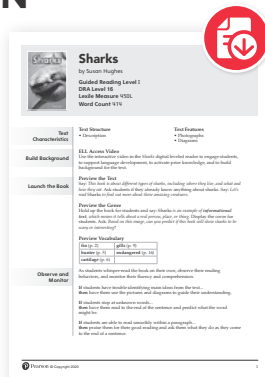 N
Sharks
Sharks
by Susan Hughes
Guided Reading Level I
DRA Level 16
Lexile Measure 450L
Word Count 474
Text
Characteristics
Text Structure
• Description
Text Features
• Photographs
• Diagrams
Build Background
ELL Access Video
Use the interactive video in the Sharks digital leveled reader to engage students,
to support language development, to activate prior knowledge, and to build
background for the text.
Launch the Book
Preview the Text
Say: This book is about different types of sharks, including where they live, and what and
how they eat. Ask students if they already know anything about sharks. Say: Let's
read Sharks to find out more about these amazing creatures.
Preview the Genre
Hold up the book for students and say: Sharks is an example of informational
text, which means it tells about a real person, place, or thing. Display the cover for
students. Ask: Based on this image, can you predict if this book will show sharks to be
scary or interesting?
Preview Vocabulary
fin (p. 2) gills (p. 9)
hunter (p. 5) endangered (p. 16)
cartilage (p. 6)
Observe and
Monitor
As students whisper-read the book on their own, observe their reading
behaviors, and monitor their fluency and comprehension.
If students have trouble identifying main ideas from the text...
then have them use the pictures and diagrams to guide their understanding.
If students stop at unknown words...
then have them read to the end of the sentence and predict what the word
might be.
If students are able to read smoothly within a paragraph...
then praise them for their good reading and ask them what they do as they come
to the end of a sentence.
Pearson © Copyright 2020
1